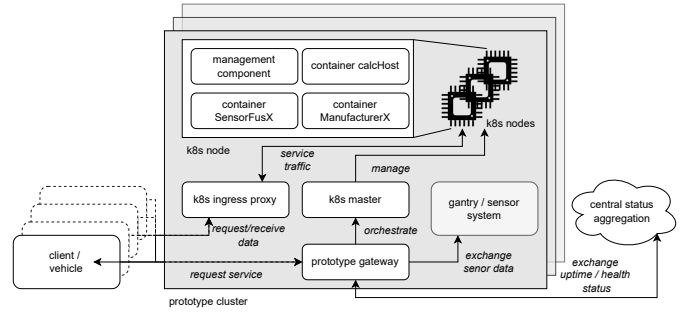 management
component
container calcHost
container
SensorFusX
container
ManufacturerX
k8s node
k8s nodes
service
traffic
manage
k8s ingress proxy
k8s master
gantry / sensor
system
central status
aggregation
request/receive
data
orchestrate
client /
vehicle
request service
prototype gateway
exchange
senor data
exchange
uptime / health
status
prototype cluster